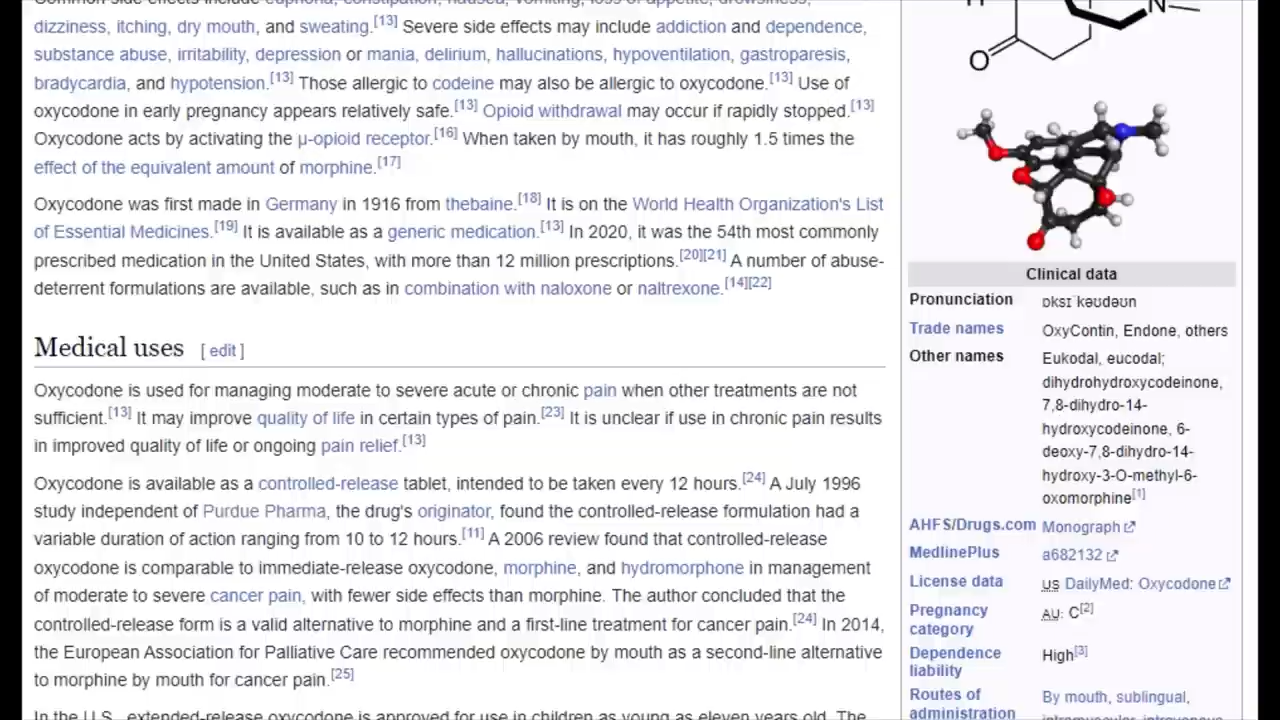 Common side effects include euphoria, constipation, nausea, vomiting, loss of appetite, drowsiness,
dizziness, itching, dry mouth, and sweating.[13] Severe side effects may include addiction and dependence,
substance abuse, irritability, depression or mania, delirium, hallucinations, hypoventilation, gastroparesis,
bradycardia, and hypotension.[13] Those allergic to codeine may also be allergic to oxycodone.[13] Use of
oxycodone in early pregnancy appears relatively safe.[13] Opioid withdrawal may occur if rapidly stopped.[13]
Oxycodone acts by activating the μ-opioid receptor.[16] When taken by mouth, it has roughly 1.5 times the
effect of the equivalent amount of morphine.[17]
Oxycodone was first made in Germany in 1916 from thebaine.[18] It is on the World Health Organization's List
of Essential Medicines.[19] It is available as a generic medication.[13] In 2020, it was the 54th most commonly
prescribed medication in the United States, with more than 12 million prescriptions.[20][21] A number of abuse-
deterrent formulations are available, such as in combination with naloxone or naltrexone.[14][22]
Medical uses [ edit ]
Oxycodone is used for managing moderate to severe acute or chronic pain when other treatments are not
sufficient.[13] It may improve quality of life in certain types of pain.[23] It is unclear if use in chronic pain results
in improved quality of life or ongoing pain relief.[13]
Oxycodone is available as a controlled-release tablet, intended to be taken every 12 hours.[24] A July 1996
study independent of Purdue Pharma, the drug's originator, found the controlled-release formulation had a
variable duration of action ranging from 10 to 12 hours.[11] A 2006 review found that controlled-release
oxycodone is comparable to immediate-release oxycodone, morphine, and hydromorphone in management
of moderate to severe cancer pain, with fewer side effects than morphine. The author concluded that the
controlled-release form is a valid alternative to morphine and a first-line treatment for cancer pain.[24] In 2014,
the European Association for Palliative Care recommended oxycodone by mouth as a second-line alternative
to morphine by mouth for cancer pain.[25]
In the U.S., extended-release oxycodone is approved for use in children as young as eleven years old. The
H
N
O
Clinical data
Pronunciation ɒksɪˈkəʊdəʊn
Trade names OxyContin, Endone, others
Other names Eukodal, eucodal;
dihydrohydroxycodeinone,
7,8-dihydro-14-
hydroxycodeinone, 6-
deoxy-7,8-dihydro-14-
hydroxy-3-O-methyl-6-
oxomorphine[1]
AHFS/Drugs.com Monograph
MedlinePlus a682132
License data US DailyMed: Oxycodone
Pregnancy
category AU: C[2]
Dependence
liability High[3]
Routes of
administration By mouth, sublingual,
intramuscular, intravenous,